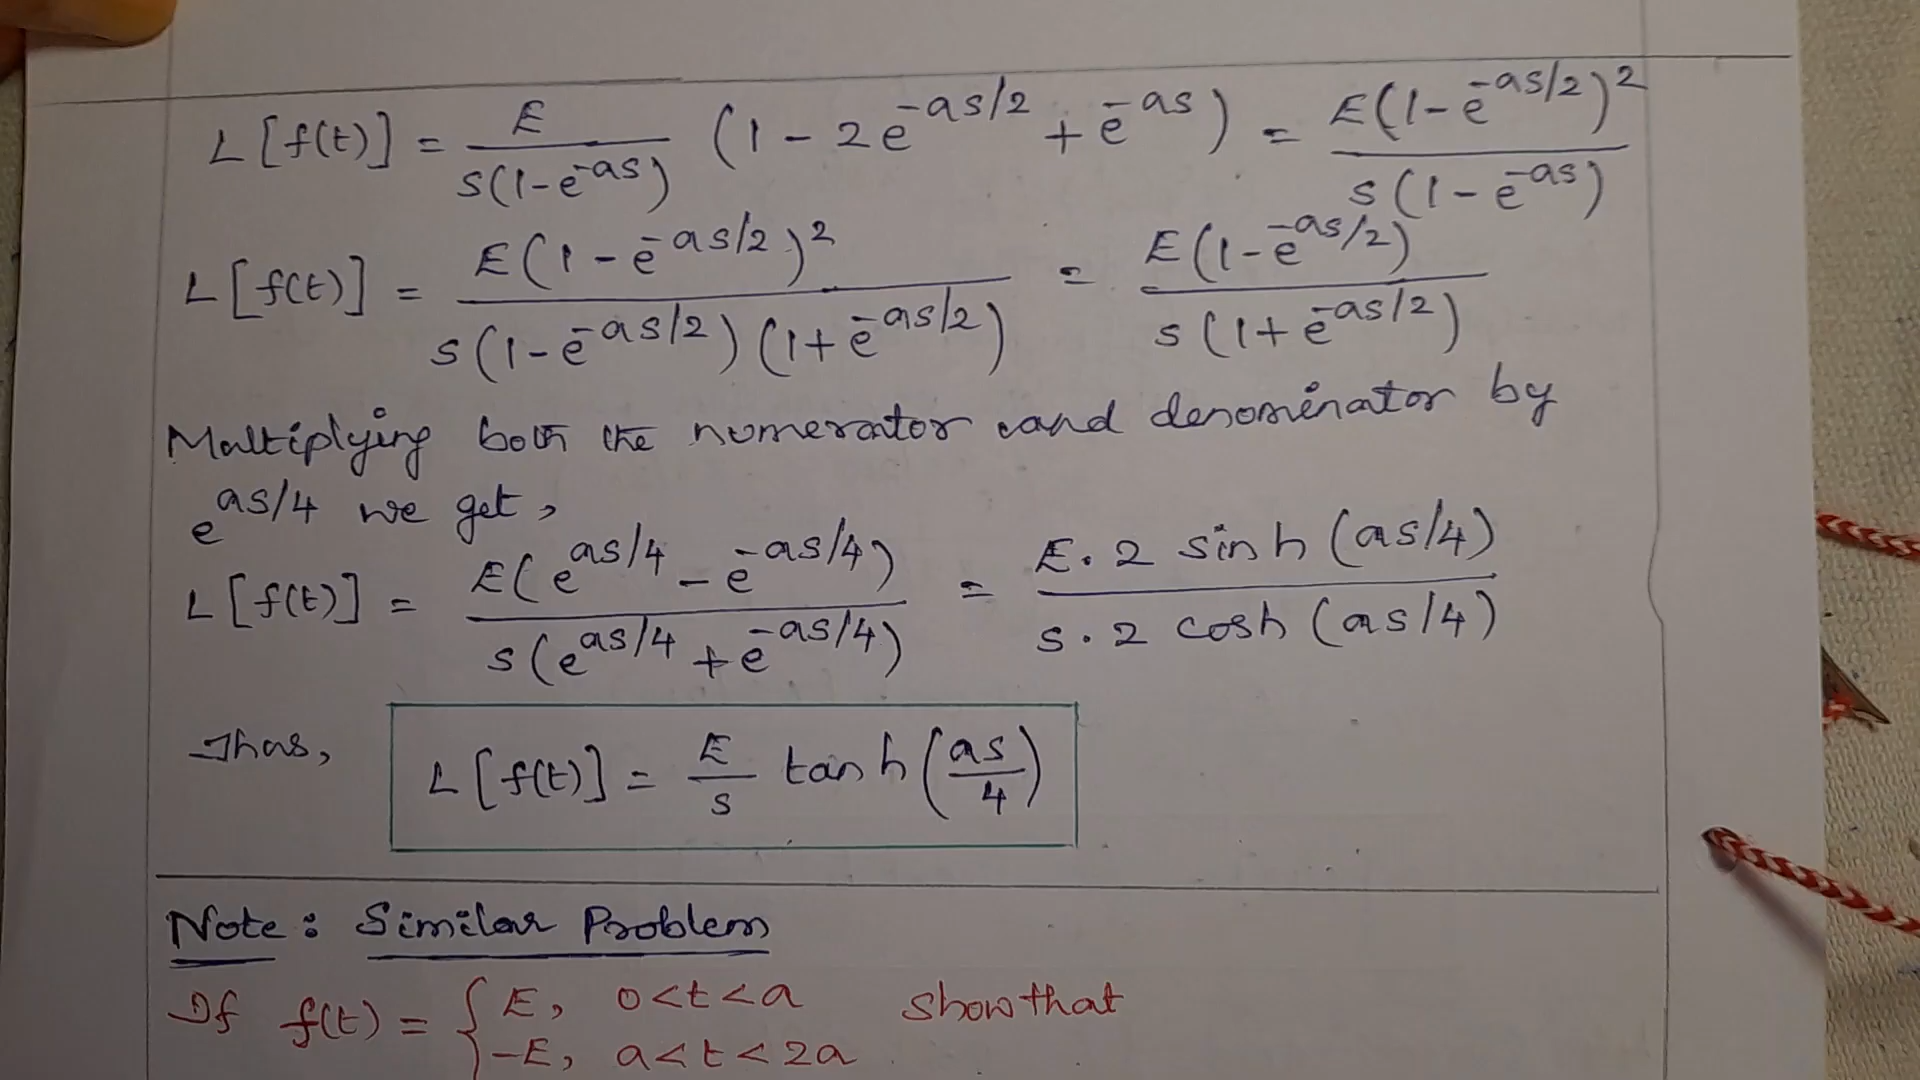 L[f(t)] = E / s(1-e^-as) (1 - 2e^-as/2 + e^-as) = E(1-e^-as/2)^2 / s(1-e^-as)
L[f(t)] = E(1-e^-as/2)^2 / s(1-e^-as/2)(1+e^-as/2) = E(1-e^-as/2) / s(1+e^-as/2)
Multiplying both the numerator and denominator by
e^as/4 we get,
L[f(t)] = E(e^as/4 - e^-as/4) / s(e^as/4 + e^-as/4) = E. 2 sinh (as/4) / s. 2 cosh (as/4)
Thus, L[f(t)] = E/s tanh (as/4)
Note: Similar Problem
If f(t) = { E, 0<t<a show that
-E, a<t<2a